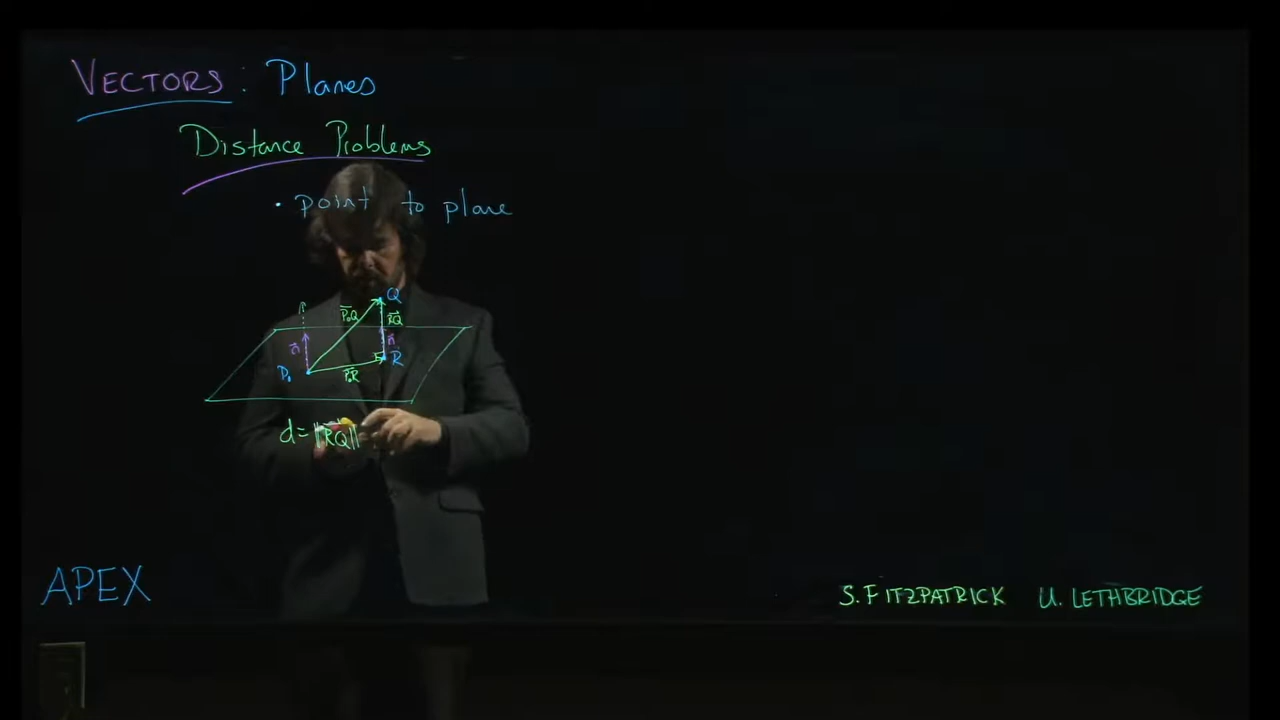 VECTORS: Planes
Distance Problems
• point to plane
Q
P₀Q
RQ
n
n
R
P₀
P₀R
d = ||RQ||
APEX
S. FITZPATRICK U. LETHBRIDGE